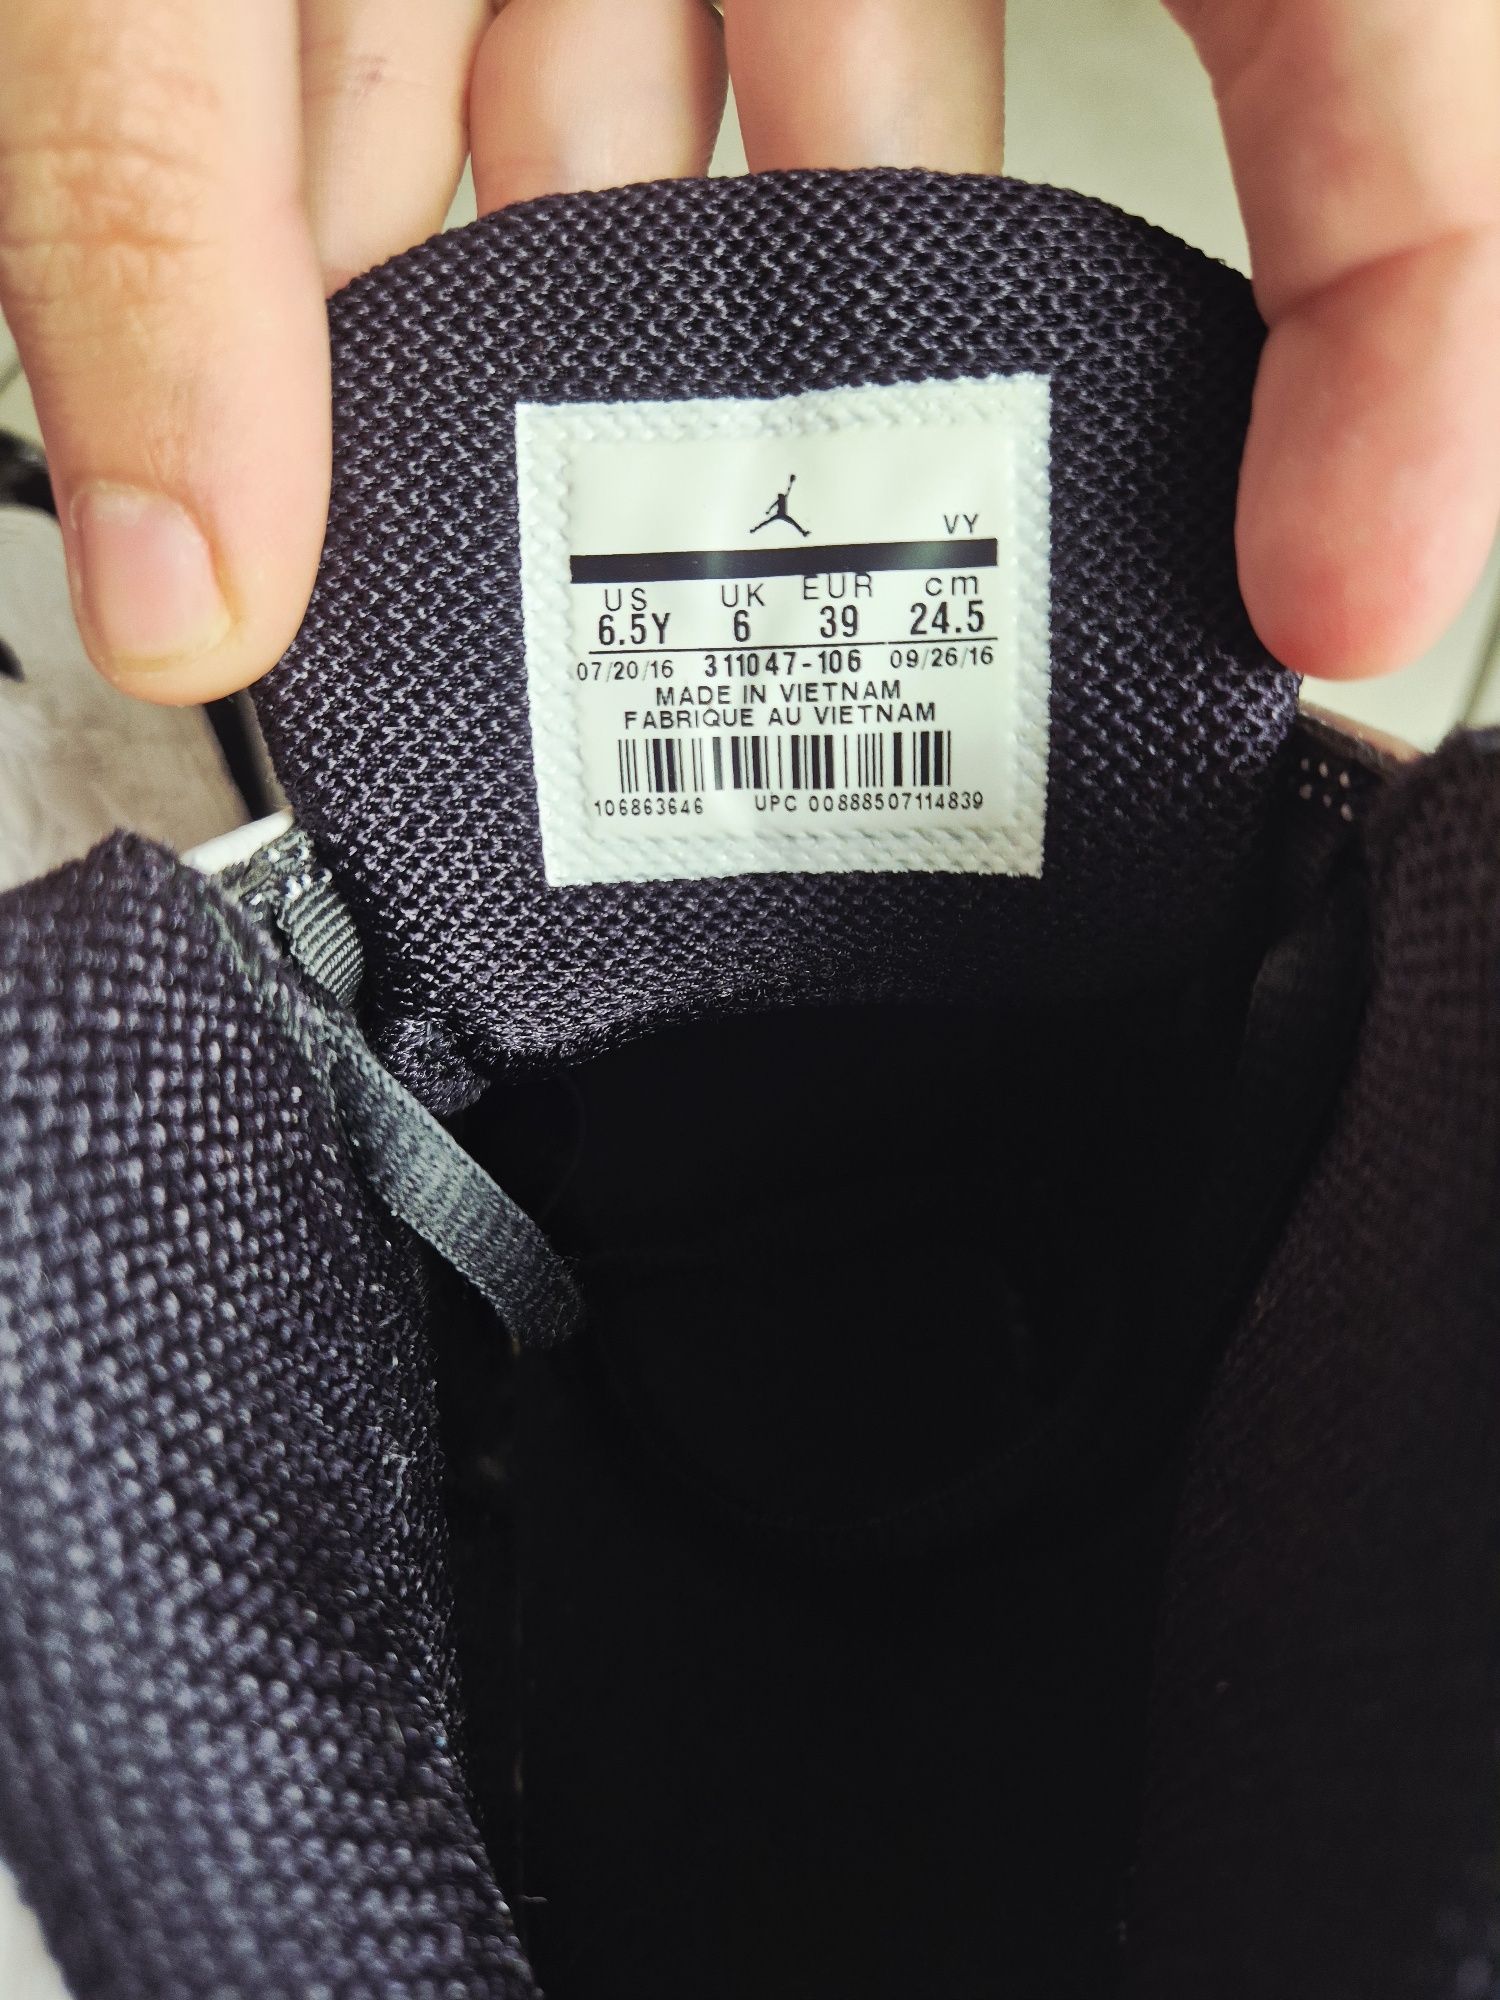 VY
US UK EUR cm
6.5Y 6 39 24.5
07/20/16 311047-106 09/26/16
MADE IN VIETNAM
FABRIQUE AU VIETNAM
106863646 UPC 00888507114839